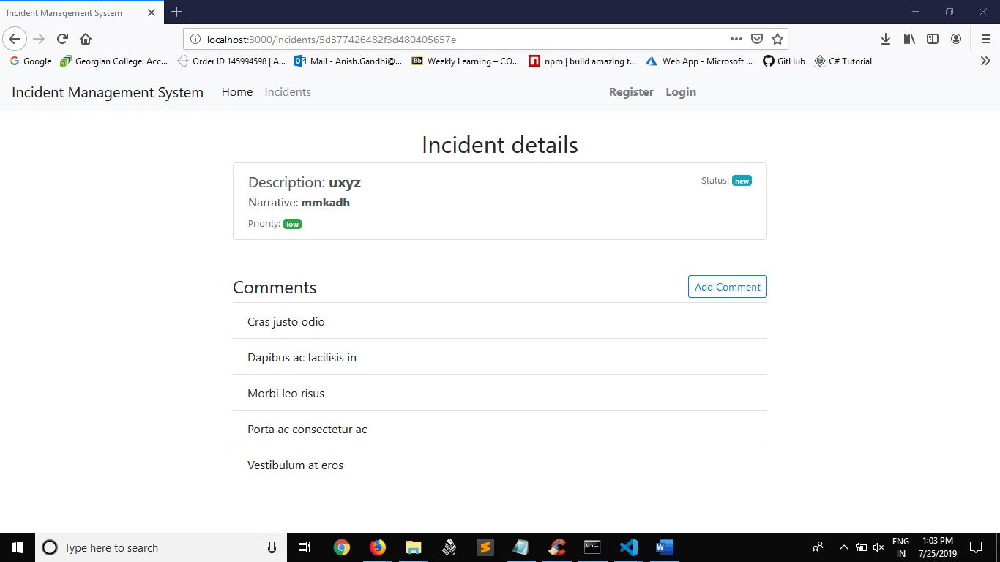 Incident Management System
localhost:3000/incidents/5d377426482f3d480405657e
Google Georgian College: Acc... Order ID 145994598 | A... Mail - Anish.Gandhi@... Bb Weekly Learning – CO... npm | build amazing t... Web App - Microsoft ... GitHub C# Tutorial
Incident Management System Home Incidents Register Login
Incident details
Description: uxyz Status: new
Narrative: mmkadh
Priority: low
Comments Add Comment
Cras justo odio
Dapibus ac facilisis in
Morbi leo risus
Porta ac consectetur ac
Vestibulum at eros
Type here to search
ENG 1:03 PM
IN 7/25/2019